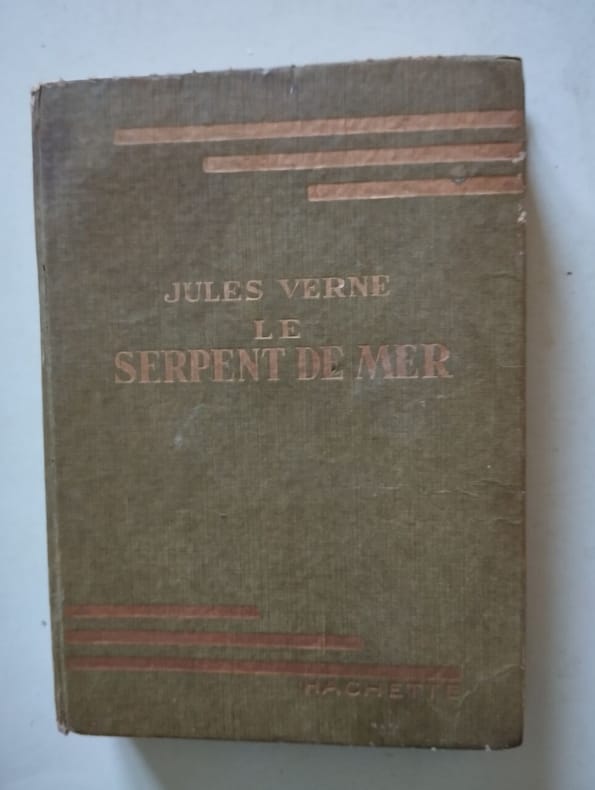 JULES VERNE
LE
SERPENT DE MER
HACHETTE